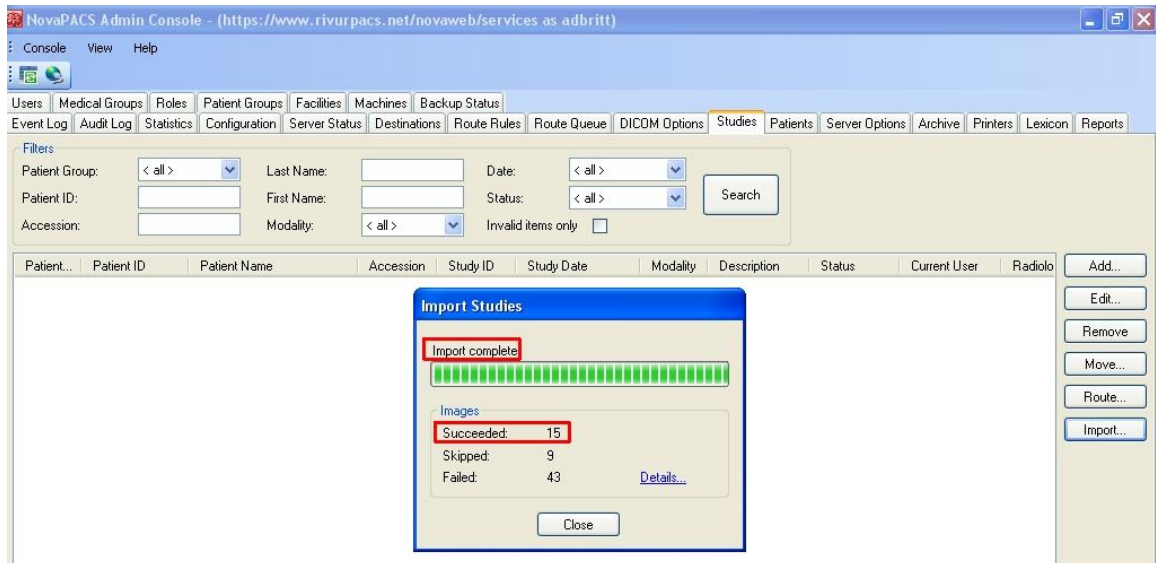 NovaPACS Admin Console - (https://www.rivurpacs.net/novaweb/services as adbritt)
Console View Help
Users Medical Groups Roles Patient Groups Facilities Machines Backup Status
Event Log Audit Log Statistics Configuration Server Status Destinations Route Rules Route Queue DICOM Options Studies Patients Server Options Archive Printers Lexicon Reports
Filters
Patient Group: < all > Last Name: Date: < all >
Patient ID: First Name: Status: < all > Search
Accession: Modality: < all > Invalid items only
Patient... Patient ID Patient Name Accession Study ID Study Date Modality Description Status Current User Radiolo Add...
Edit...
Remove
Move...
Route...
Import...
Import Studies
Import complete
Images
Succeeded: 15
Skipped: 9
Failed: 43 Details...
Close